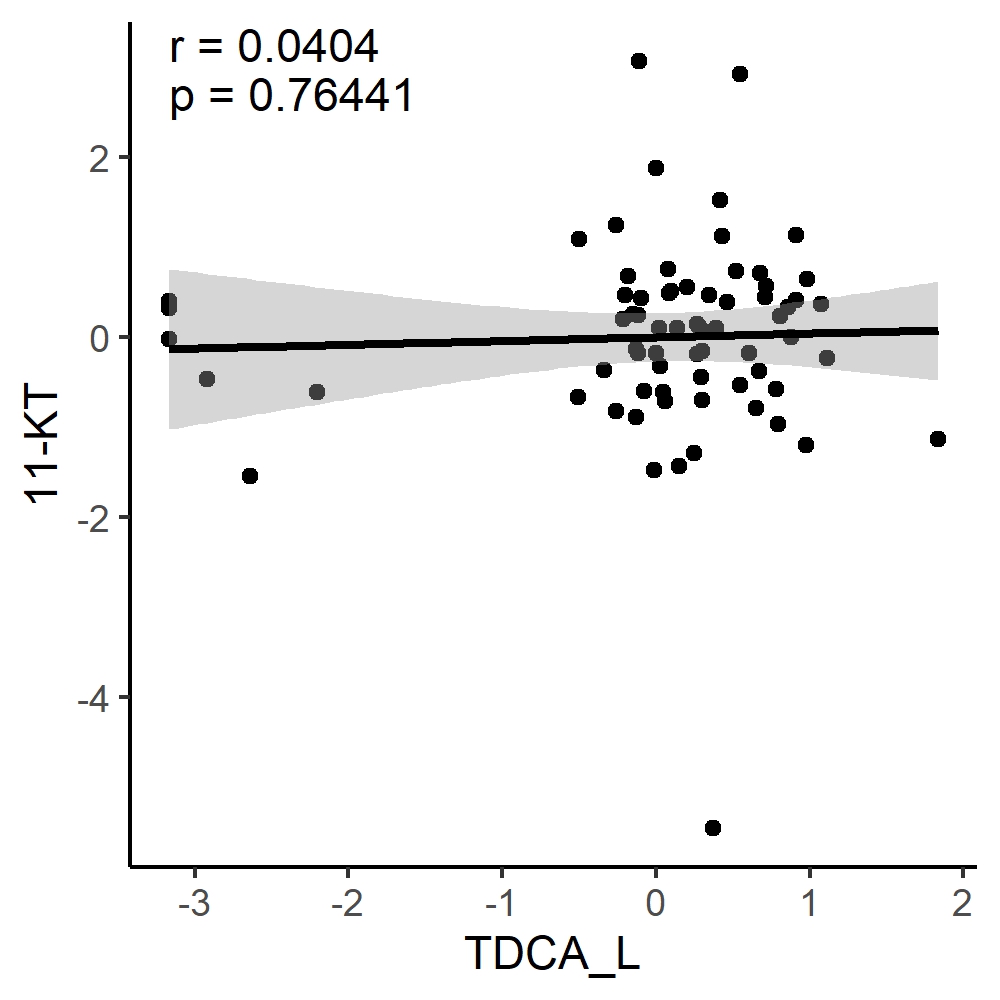 r = 0.0404
p = 0.76441
2
0
-2
-4
11-KT
-3 -2 -1 0 1 2
TDCA_L